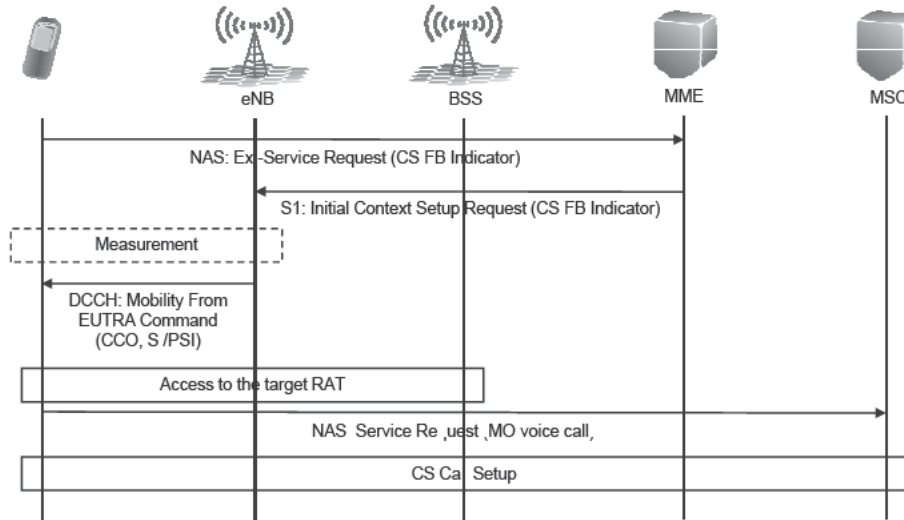 eNB
BSS
MME
MSC
NAS: Ex -Service Request (CS FB Indicator)
S1: Initial Context Setup Request (CS FB Indicator)
Measurement
DCCH: Mobility From
EUTRA Command
(CCO, S /PSI)
Access to the target RAT
NAS Service MO voice call
CS Setup